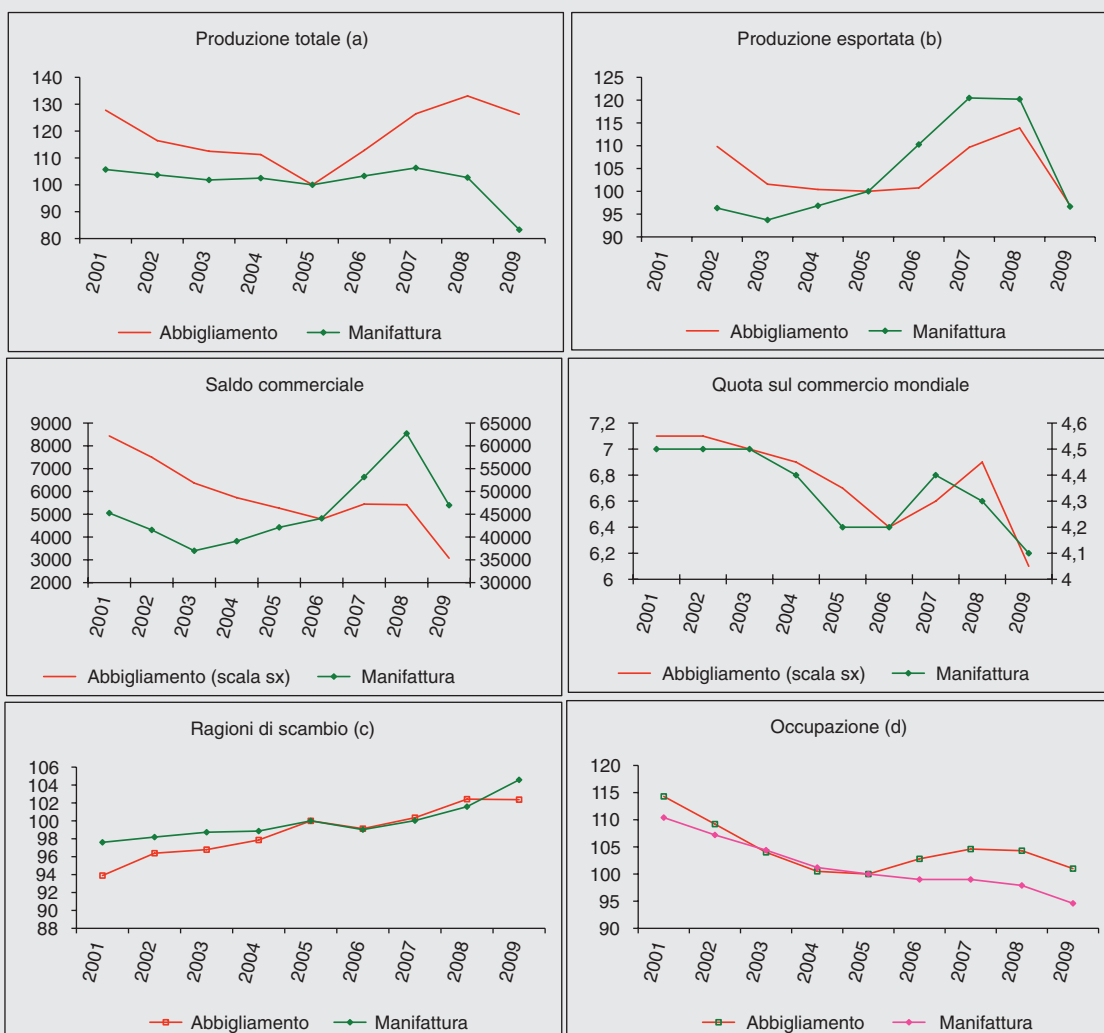 Produzione totale (a)
140
130
120
110
100
90
80
2001 2002 2003 2004 2005 2006 2007 2008 2009
Abbigliamento Manifattura
Produzione esportata (b)
125
120
115
110
105
100
95
90
2001 2002 2003 2004 2005 2006 2007 2008 2009
Abbigliamento Manifattura
Saldo commerciale
9000 65000
8000 60000
7000 55000
6000 50000
5000 45000
4000 40000
3000 35000
2000 30000
2001 2002 2003 2004 2005 2006 2007 2008 2009
Abbigliamento (scala sx) Manifattura
Quota sul commercio mondiale
7,2 4,6
7 4,5
6,8 4,4
6,6 4,3
6,4 4,2
6,2 4,1
6 4
2001 2002 2003 2004 2005 2006 2007 2008 2009
Abbigliamento (scala sx) Manifattura
Ragioni di scambio (c)
106
104
102
100
98
96
94
92
90
88
2001 2002 2003 2004 2005 2006 2007 2008 2009
Abbigliamento Manifattura
Occupazione (d)
120
115
110
105
100
95
90
2001 2002 2003 2004 2005 2006 2007 2008 2009
Abbigliamento Manifattura